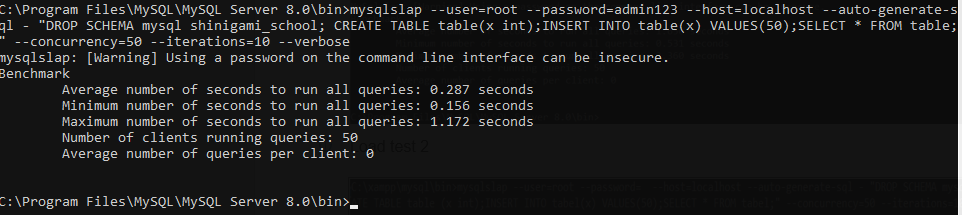 C:\Program Files\MySQL\MySQL Server 8.0\bin>mysqlslap --user=root --password=admin123 --host=localhost --auto-generate-s
ql - "DROP SCHEMA mysql shinigami_school; CREATE TABLE table(x int);INSERT INTO table(x) VALUES(50);SELECT * FROM table;
" --concurrency=50 --iterations=10 --verbose
mysqlslap: [Warning] Using a password on the command line interface can be insecure.
Benchmark
Average number of seconds to run all queries: 0.287 seconds
Minimum number of seconds to run all queries: 0.156 seconds
Maximum number of seconds to run all queries: 1.172 seconds
Number of clients running queries: 50
Average number of queries per client: 0
test 2
C:\Program Files\MySQL\MySQL Server 8.0\bin>